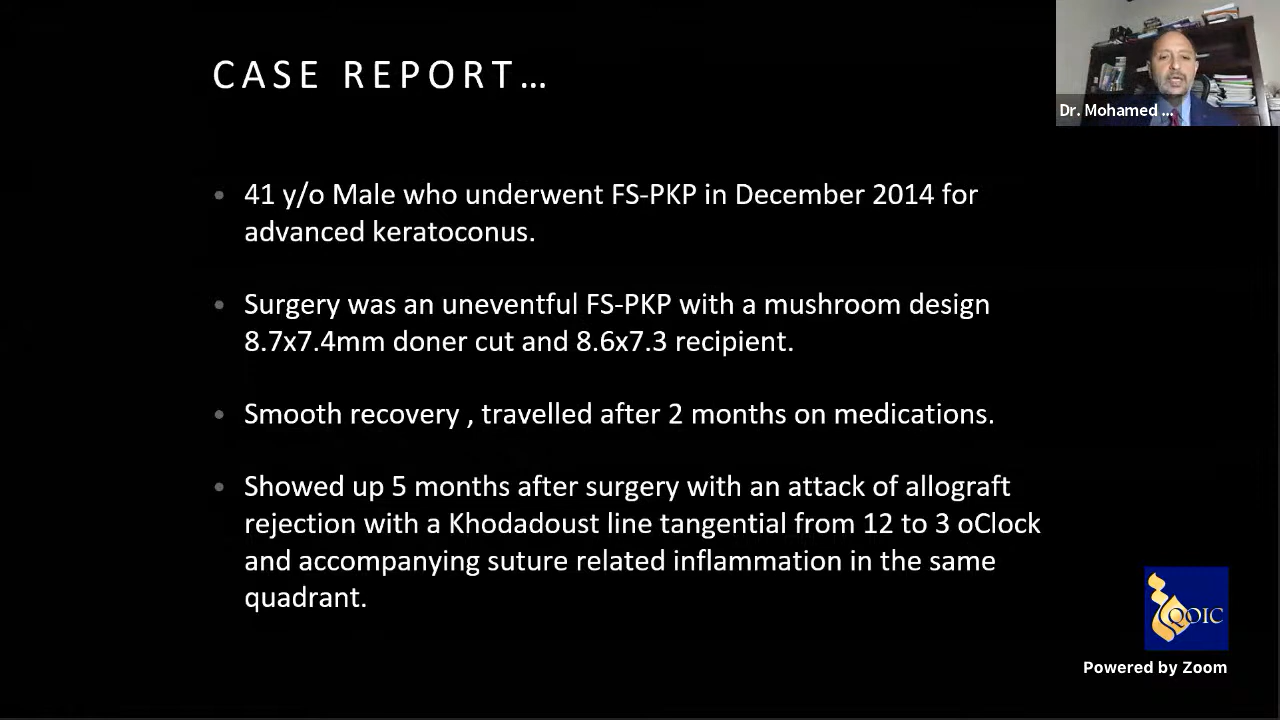 CASE REPORT…
Dr. Mohamed ...
• 41 y/o Male who underwent FS-PKP in December 2014 for
advanced keratoconus.
• Surgery was an uneventful FS-PKP with a mushroom design
8.7x7.4mm doner cut and 8.6x7.3 recipient.
• Smooth recovery , travelled after 2 months on medications.
• Showed up 5 months after surgery with an attack of allograft
rejection with a Khodadoust line tangential from 12 to 3 oClock
and accompanying suture related inflammation in the same
quadrant.
QOIC
Powered by Zoom